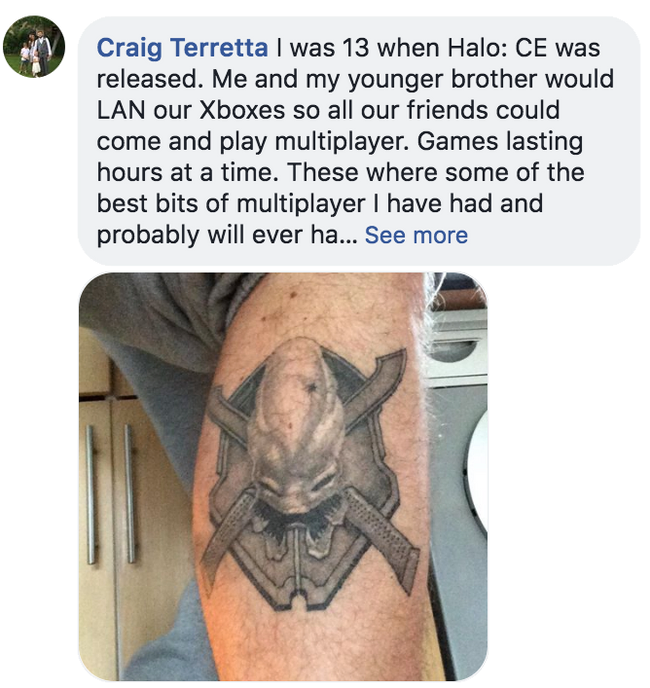 Craig Terretta I was 13 when Halo: CE was
released. Me and my younger brother would
LAN our Xboxes so all our friends could
come and play multiplayer. Games lasting
hours at a time. These where some of the
best bits of multiplayer I have had and
probably will ever ha... See more